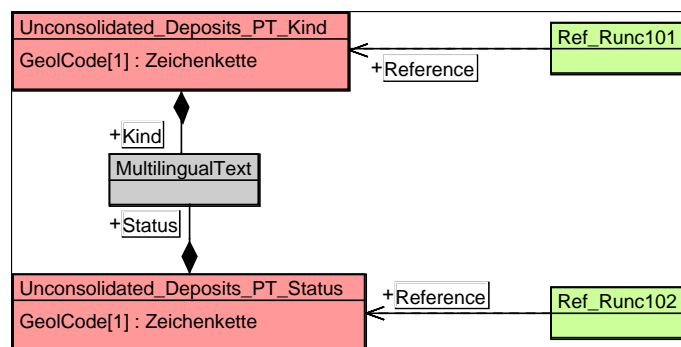 Unconsolidated_Deposits_PT_Kind
GeolCode[1] : Zeichenkette
Ref_Runc101
+Reference
+Kind
MultilingualText
+Status
Unconsolidated_Deposits_PT_Status
GeolCode[1] : Zeichenkette
+Reference
Ref_Runc102